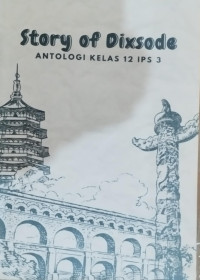 Story of Dixsode
ANTOLOGI KELAS 12 IPS 3